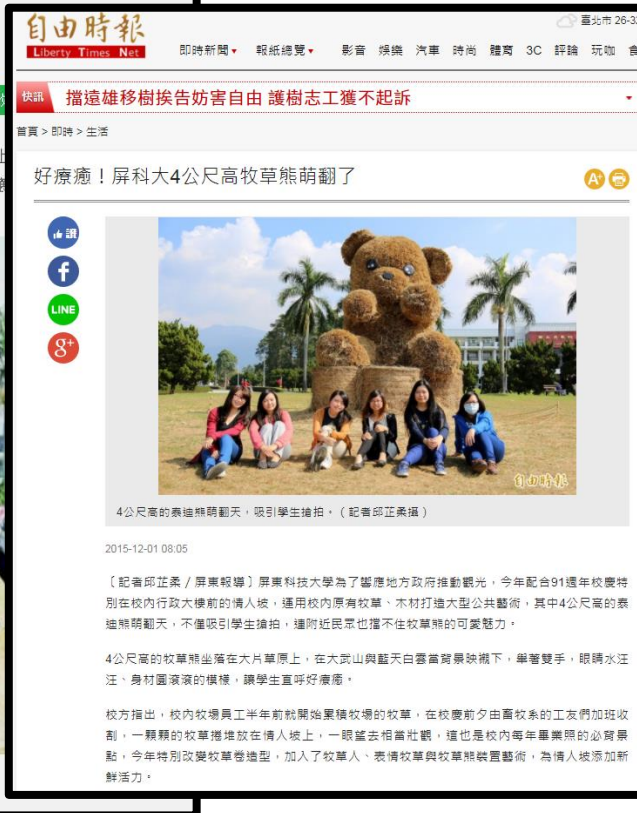 自由時報
Liberty Times Net
臺北市 26-32
即時新聞 報紙總覽 影音 娛樂 汽車 時尚 體育 3C 評論 玩咖 食
快訊 擋遠雄移樹挨告妨害自由 護樹志工獲不起訴
首頁 > 即時 > 生活
好療癒！屏科大4公尺高牧草熊萌翻了
A+
讚
f
LINE
g+
自由時報
4公尺高的泰迪熊萌翻天，吸引學生搶拍。（記者邱芷柔攝）
2015-12-01 08:05
〔記者邱芷柔／屏東報導〕屏東科技大學為了響應地方政府推動觀光，今年配合91週年校慶特
別在校內行政大樓前的情人坡，運用校內原有牧草、木材打造大型公共藝術，其中4公尺高的泰
迪熊萌翻天，不僅吸引學生搶拍，連附近民眾也擋不住牧草熊的可愛魅力。
4公尺高的牧草熊坐落在大片草原上，在大武山與藍天白雲當背景映襯下，舉著雙手，眼睛水汪
汪、身材圓滾滾的模樣，讓學生直呼好療癒。
校方指出，校內牧場員工半年前就開始累積牧場的牧草，在校慶前夕由畜牧系的工友們加班收
割，一顆顆的牧草捲堆放在情人坡上，一眼望去相當壯觀，這也是校內每年畢業照的必背景
點，今年特別改變牧草卷造型，加入了牧草人、表情牧草與牧草熊裝置藝術，為情人坡添加新
鮮活力。